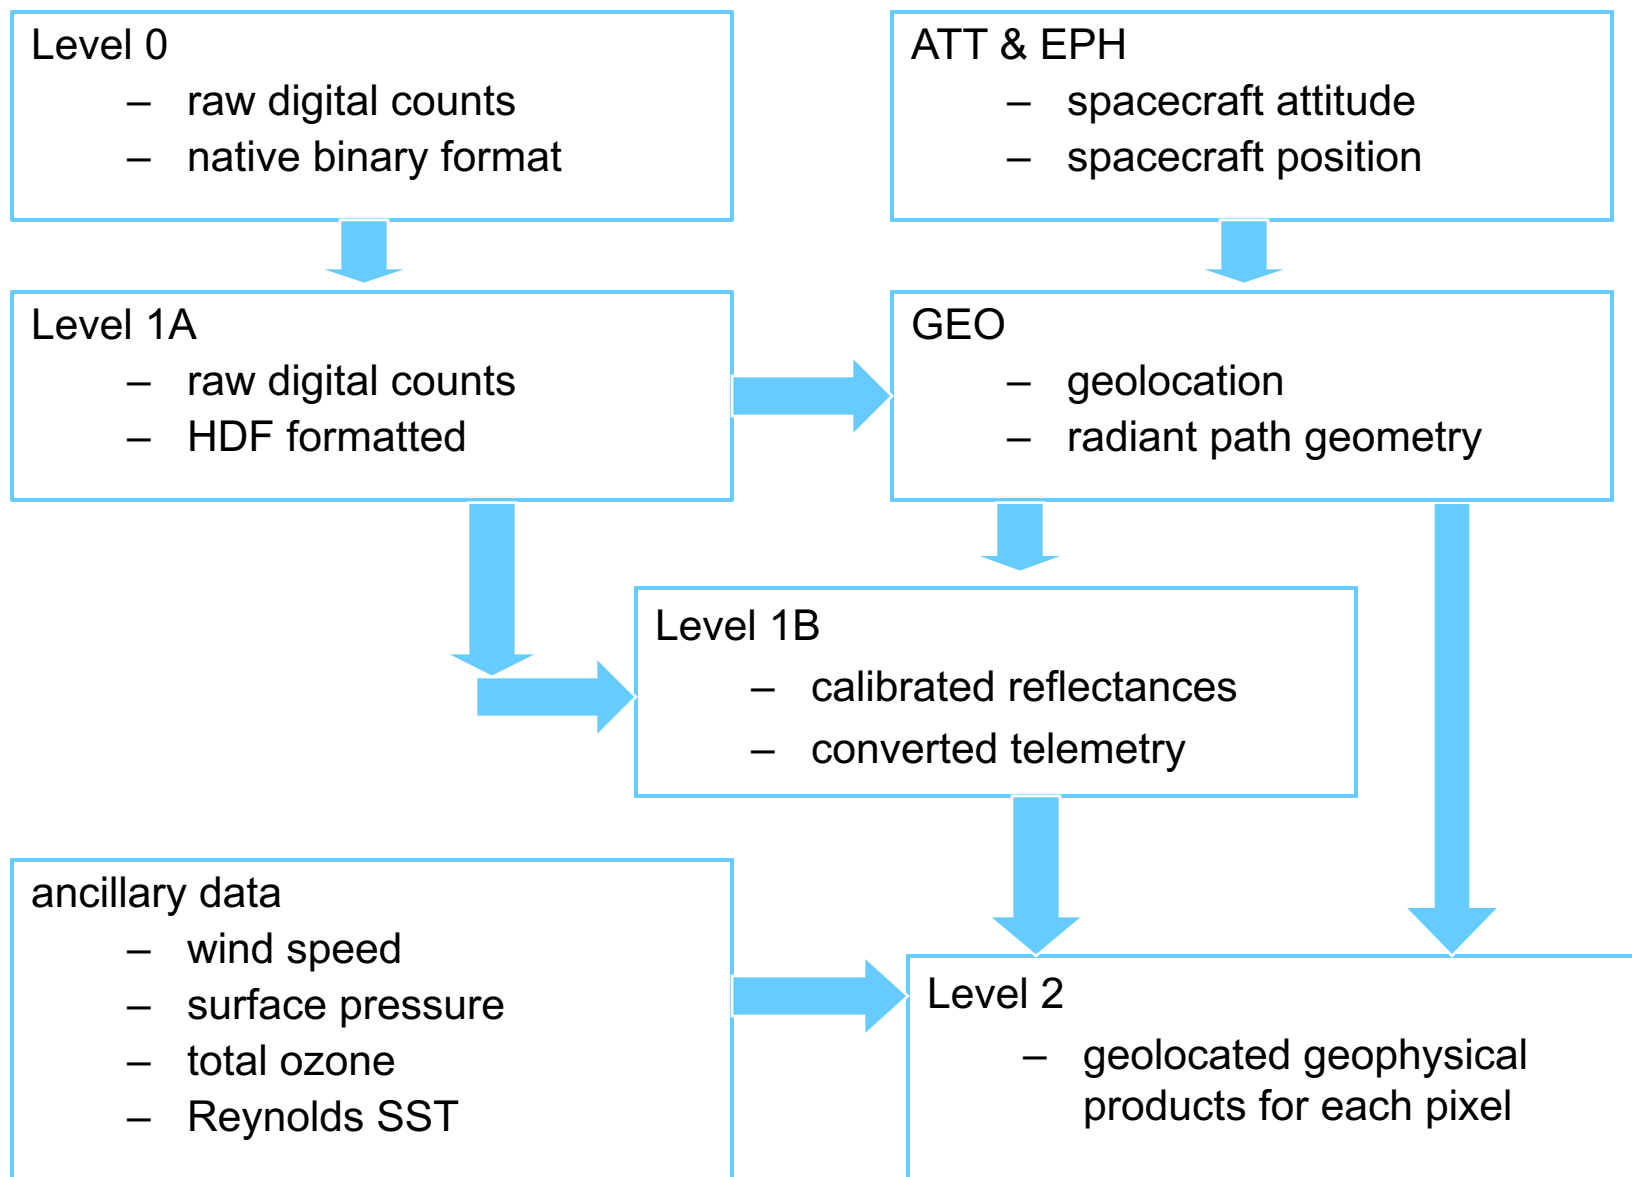 Level 0
– raw digital counts
– native binary format
ATT & EPH
– spacecraft attitude
– spacecraft position
Level 1A
– raw digital counts
– HDF formatted
GEO
– geolocation
– radiant path geometry
Level 1B
– calibrated reflectances
– converted telemetry
ancillary data
– wind speed
– surface pressure
– total ozone
– Reynolds SST
Level 2
– geolocated geophysical
products for each pixel